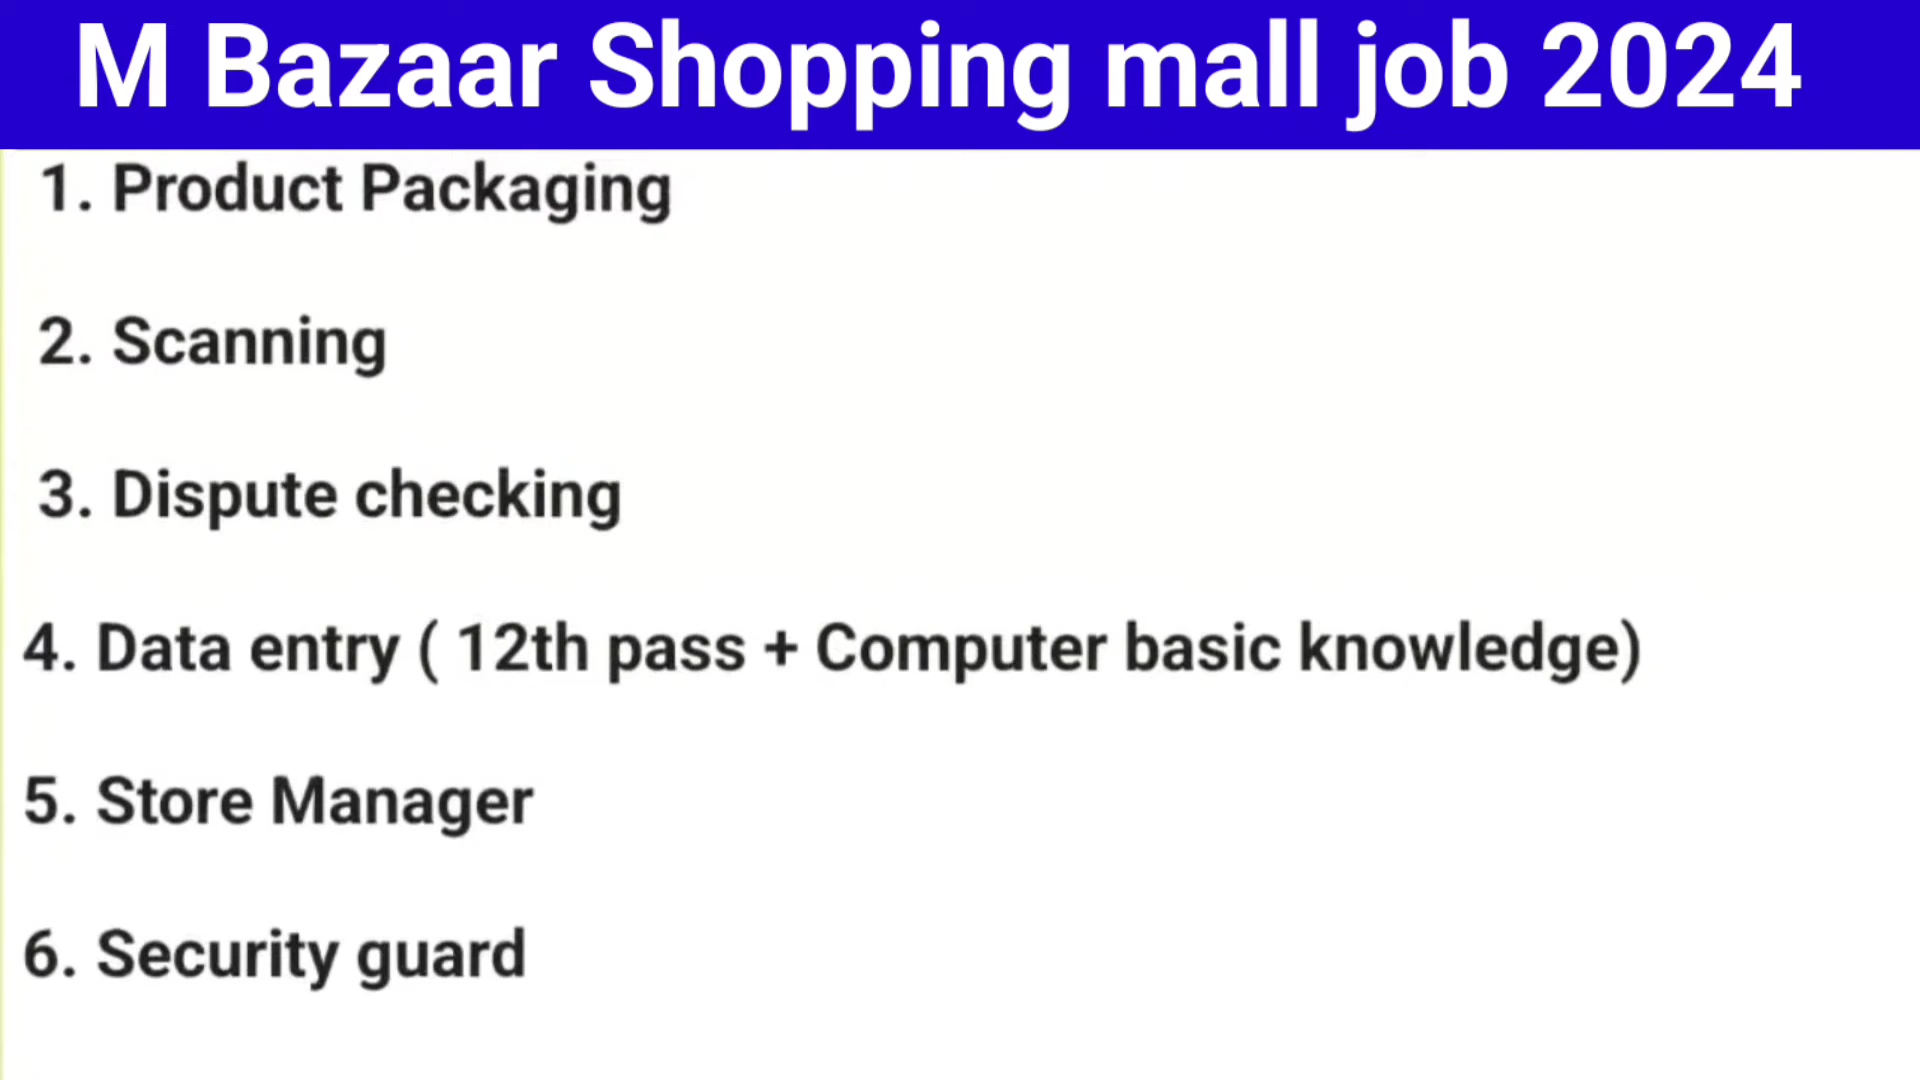 M Bazaar Shopping mall job 2024
1. Product Packaging
2. Scanning
3. Dispute checking
4. Data entry ( 12th pass + Computer basic knowledge)
5. Store Manager
6. Security guard